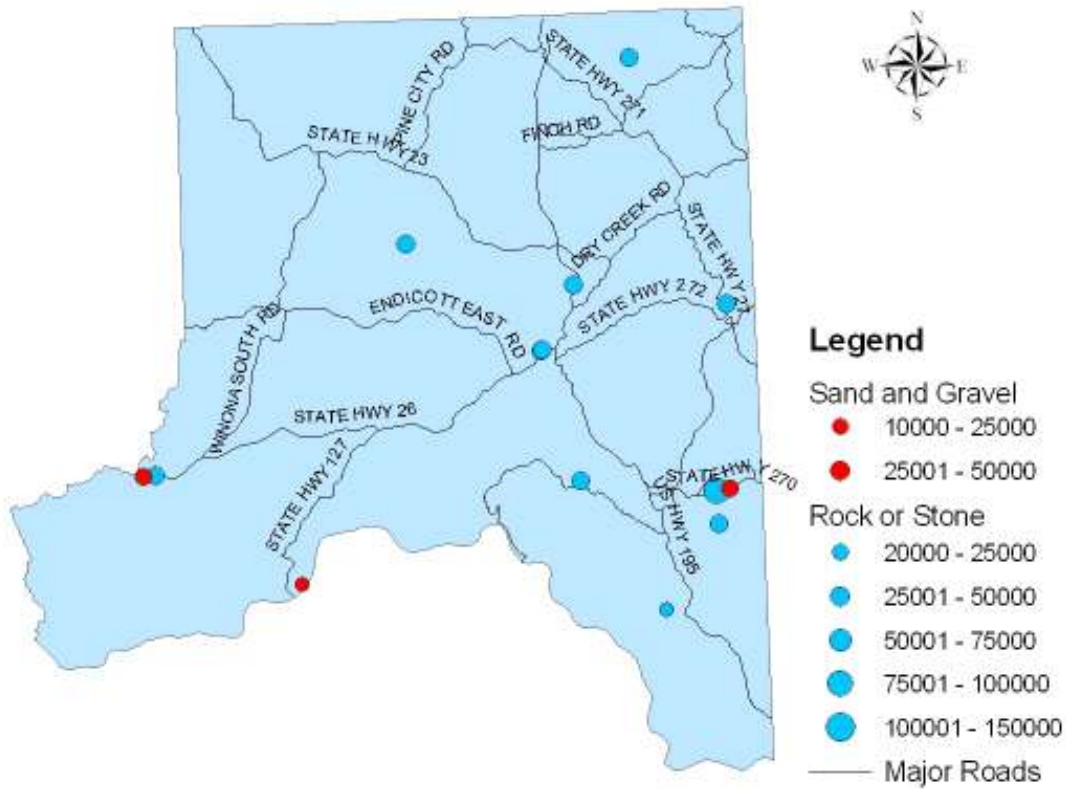 N
W E
S
PINE CITY RD
STATE HWY 271
STATE HWY 23
FINCH RD
DRY CREEK RD
STATE HWY 27
STATE HWY 272
ENDICOTT EAST RD
WINONA SOUTH RD
STATE HWY 26
STATE HWY 127
STATE HWY 270
US HWY 195
Legend
Sand and Gravel
10000 - 25000
25001 - 50000
Rock or Stone
20000 - 25000
25001 - 50000
50001 - 75000
75001 - 100000
100001 - 150000
Major Roads